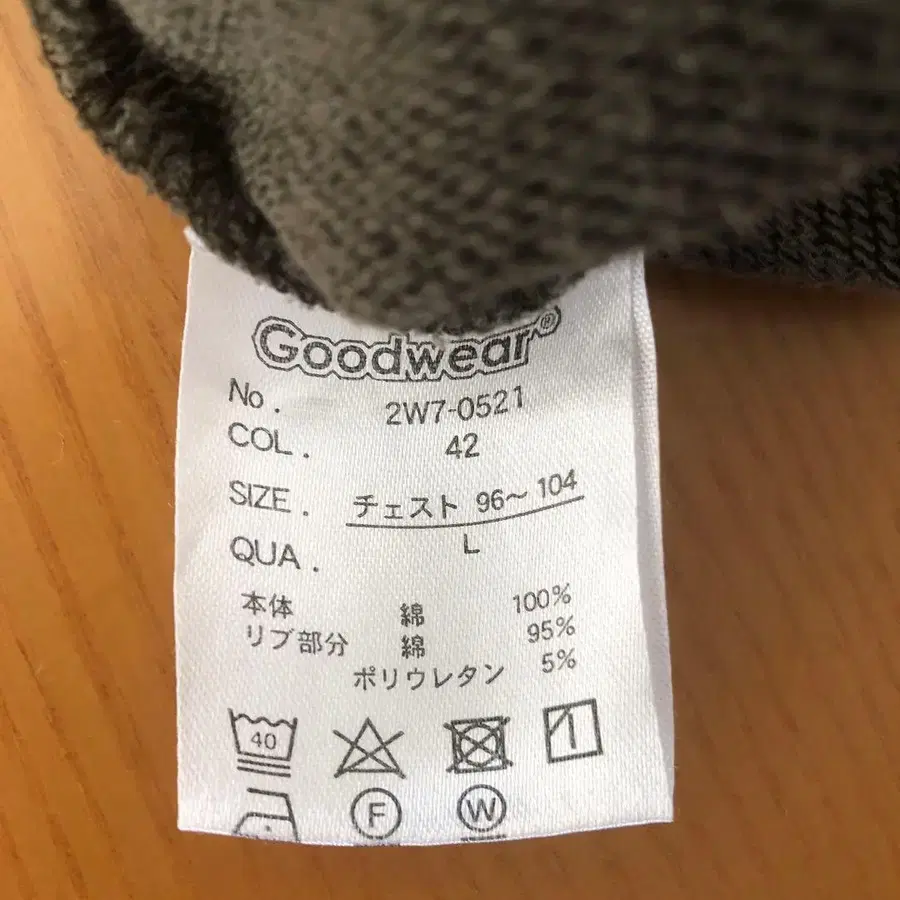 Goodwear®
No. 2W7-0521
COL. 42
SIZE. チェスト 96〜104
L
QUA.
本体 綿 100%
リブ部分 綿 95%
ポリウレタン 5%
40
F W